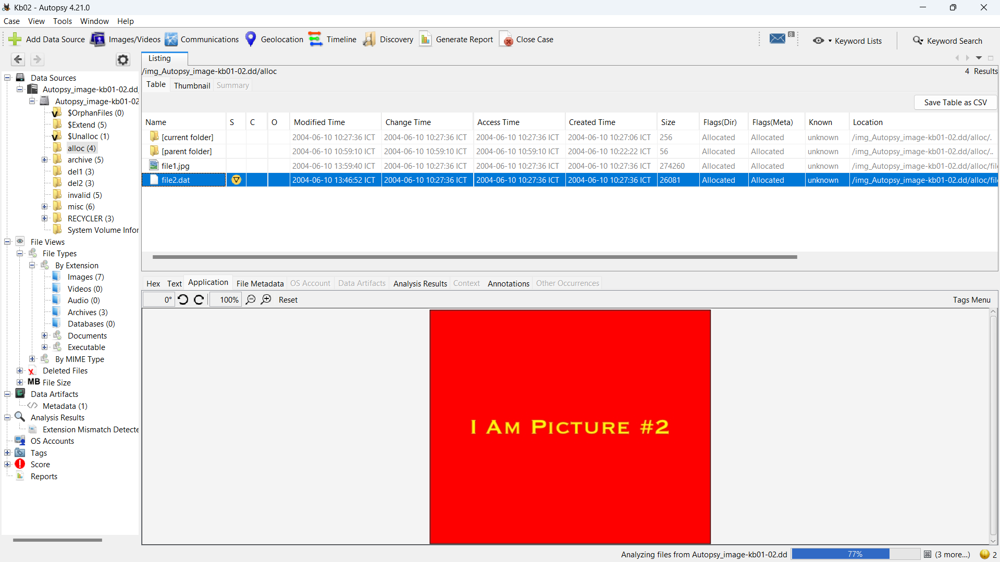 Kb02 - Autopsy 4.21.0
Case View Tools Window Help
Add Data Source Images/Videos Communications Geolocation Timeline Discovery Generate Report Close Case 8 Keyword Lists Keyword Search
Listing
/img_Autopsy_image-kb01-02.dd/alloc 4 Results
Table Thumbnail Summary
Save Table as CSV
Name S C O Modified Time Change Time Access Time Created Time Size Flags(Dir) Flags(Meta) Known Location
[current folder] 2004-06-10 10:27:36 ICT 2004-06-10 10:27:36 ICT 2004-06-10 10:27:36 ICT 2004-06-10 10:27:06 ICT 256 Allocated Allocated unknown /img_Autopsy_image-kb01-02.dd/alloc/.
[parent folder] 2004-06-10 10:59:10 ICT 2004-06-10 10:59:10 ICT 2004-06-10 10:59:10 ICT 2004-06-10 10:22:22 ICT 56 Allocated Allocated unknown /img_Autopsy_image-kb01-02.dd/alloc/..
file1.jpg 2004-06-10 13:59:40 ICT 2004-06-10 10:27:36 ICT 2004-06-10 10:27:36 ICT 2004-06-10 10:27:36 ICT 274260 Allocated Allocated unknown /img_Autopsy_image-kb01-02.dd/alloc/fil
file2.dat 2004-06-10 13:46:52 ICT 2004-06-10 10:27:36 ICT 2004-06-10 10:27:36 ICT 2004-06-10 10:27:36 ICT 26081 Allocated Allocated unknown /img_Autopsy_image-kb01-02.dd/alloc/fil
Data Sources
Autopsy_image-kb01-02.dd
Autopsy_image-kb01-02
$OrphanFiles (0)
$Extend (5)
$Unalloc (1)
alloc (4)
archive (5)
del1 (3)
del2 (3)
invalid (5)
misc (6)
RECYCLER (3)
System Volume Infor
File Views
File Types
By Extension
Images (7)
Videos (0)
Audio (0)
Archives (3)
Databases (0)
Documents
Executable
By MIME Type
Deleted Files
MB File Size
Data Artifacts
Metadata (1)
Analysis Results
Extension Mismatch Detecte
OS Accounts
Tags
Score
Reports
Hex Text Application File Metadata OS Account Data Artifacts Analysis Results Context Annotations Other Occurrences
0° 100% Reset Tags Menu
I AM PICTURE #2
Analyzing files from Autopsy_image-kb01-02.dd 77% (3 more...) 2